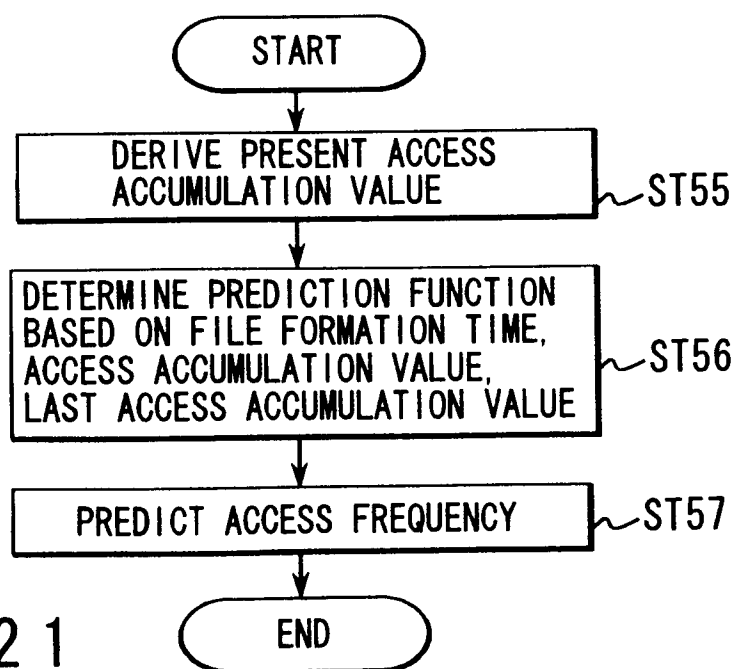 START
DERIVE PRESENT ACCESS
ACCUMULATION VALUE
ST55
DETERMINE PREDICTION FUNCTION
BASED ON FILE FORMATION TIME,
ACCESS ACCUMULATION VALUE,
LAST ACCESS ACCUMULATION VALUE
ST56
PREDICT ACCESS FREQUENCY
ST57
END
21